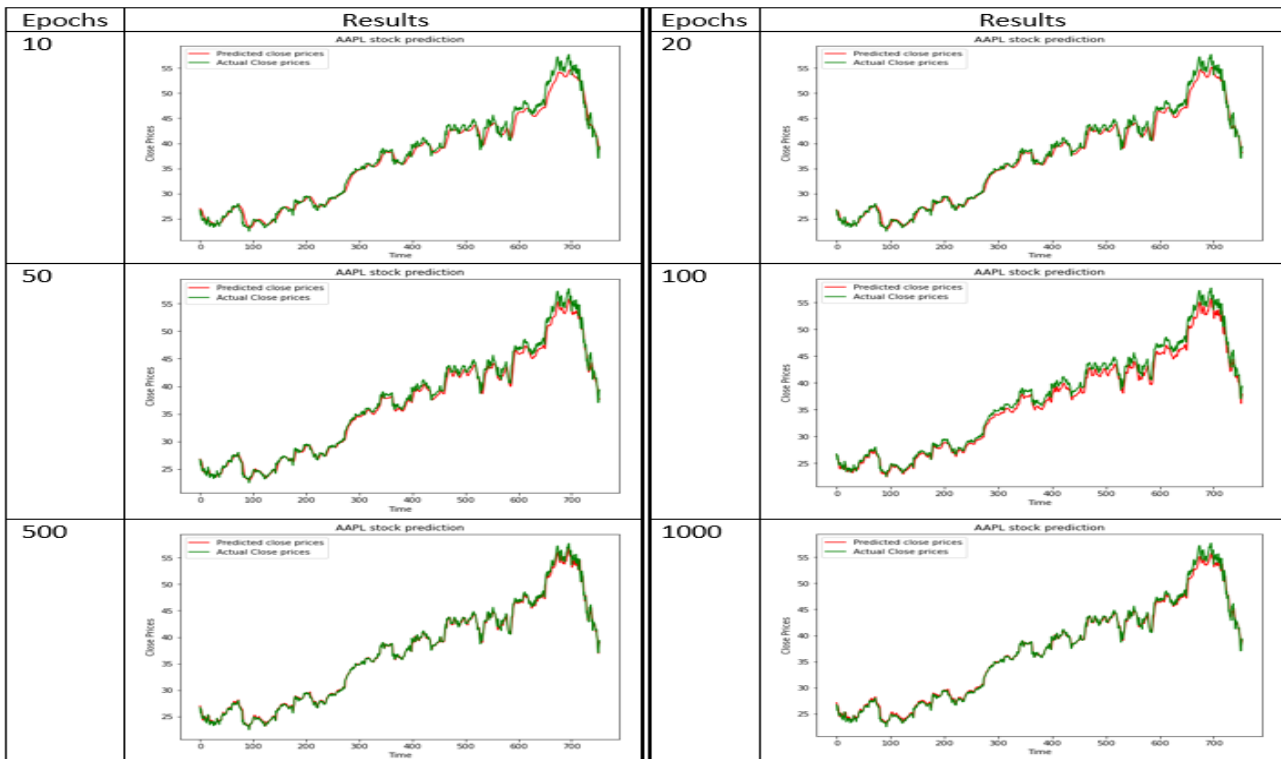 Epochs
Results
Epochs
Results
10
AAPL stock prediction
Predicted close prices
Actual Close prices
Close Prices
55
50
45
40
35
30
25
0 100 200 300 400 500 600 700
Time
20
AAPL stock prediction
Predicted close prices
Actual Close prices
Close Prices
55
50
45
40
35
30
25
0 100 200 300 400 500 600 700
Time
50
AAPL stock prediction
Predicted close prices
Actual Close prices
Close Prices
55
50
45
40
35
30
25
0 100 200 300 400 500 600 700
Time
100
AAPL stock prediction
Predicted close prices
Actual Close prices
Close Prices
55
50
45
40
35
30
25
0 100 200 300 400 500 600 700
Time
500
AAPL stock prediction
Predicted close prices
Actual Close prices
Close Prices
55
50
45
40
35
30
25
0 100 200 300 400 500 600 700
Time
1000
AAPL stock prediction
Predicted close prices
Actual Close prices
Close Prices
55
50
45
40
35
30
25
0 100 200 300 400 500 600 700
Time